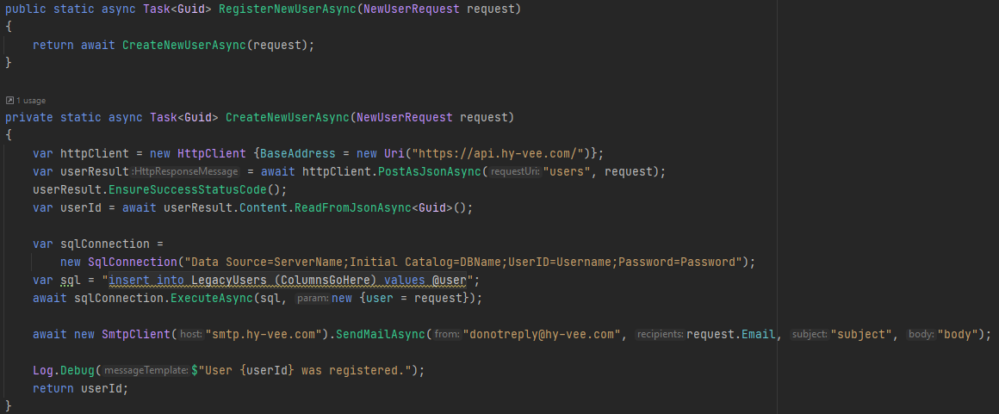 public static async Task<Guid> RegisterNewUserAsync(NewUserRequest request)
{
    return await CreateNewUserAsync(request);
}
1 usage
private static async Task<Guid> CreateNewUserAsync(NewUserRequest request)
{
    var httpClient = new HttpClient {BaseAddress = new Uri("https://api.hy-vee.com/")};
    var userResult :HttpResponseMessage = await httpClient.PostAsJsonAsync( requestUri: "users", request);
    userResult.EnsureSuccessStatusCode();
    var userId = await userResult.Content.ReadFromJsonAsync<Guid>();
    var sqlConnection =
        new SqlConnection("Data Source=ServerName;Initial Catalog=DBName;UserID=Username;Password=Password");
    var sql = "insert into LegacyUsers (ColumnsGoHere) values @user";
    await sqlConnection.ExecuteAsync(sql, param: new {user = request});
    await new SmtpClient( host: "smtp.hy-vee.com").SendMailAsync( from: "donotreply@hy-vee.com", recipients: request.Email, subject: "subject", body: "body");
    Log.Debug( messageTemplate: $"User {userId} was registered.");
    return userId;
}